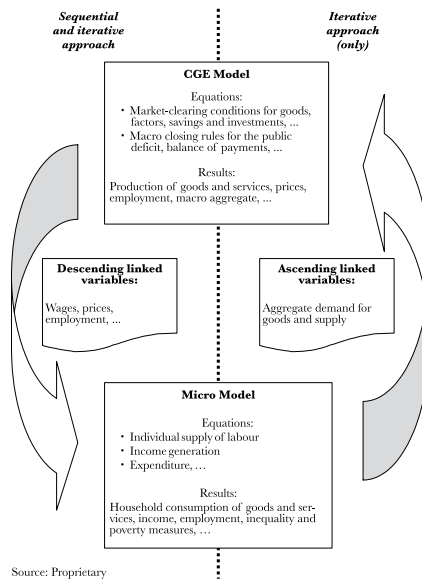 Sequential
and iterative
approach
Iterative
approach
(only)
CGE Model
Equations:
• Market-clearing conditions for goods,
factors, savings and investments, ...
• Macro closing rules for the public
deficit, balance of payments, ...
Results:
Production of goods and services, prices,
employment, macro aggregate, ...
Descending linked
variables:
Wages, prices,
employment, ...
Ascending linked
variables:
Aggregate demand for
goods and supply
Micro Model
Equations:
• Individual supply of labour
• Income generation
• Expenditure, …
Results:
Household consumption of goods and ser-
vices, income, employment, inequality and
poverty measures, …
Source: Proprietary